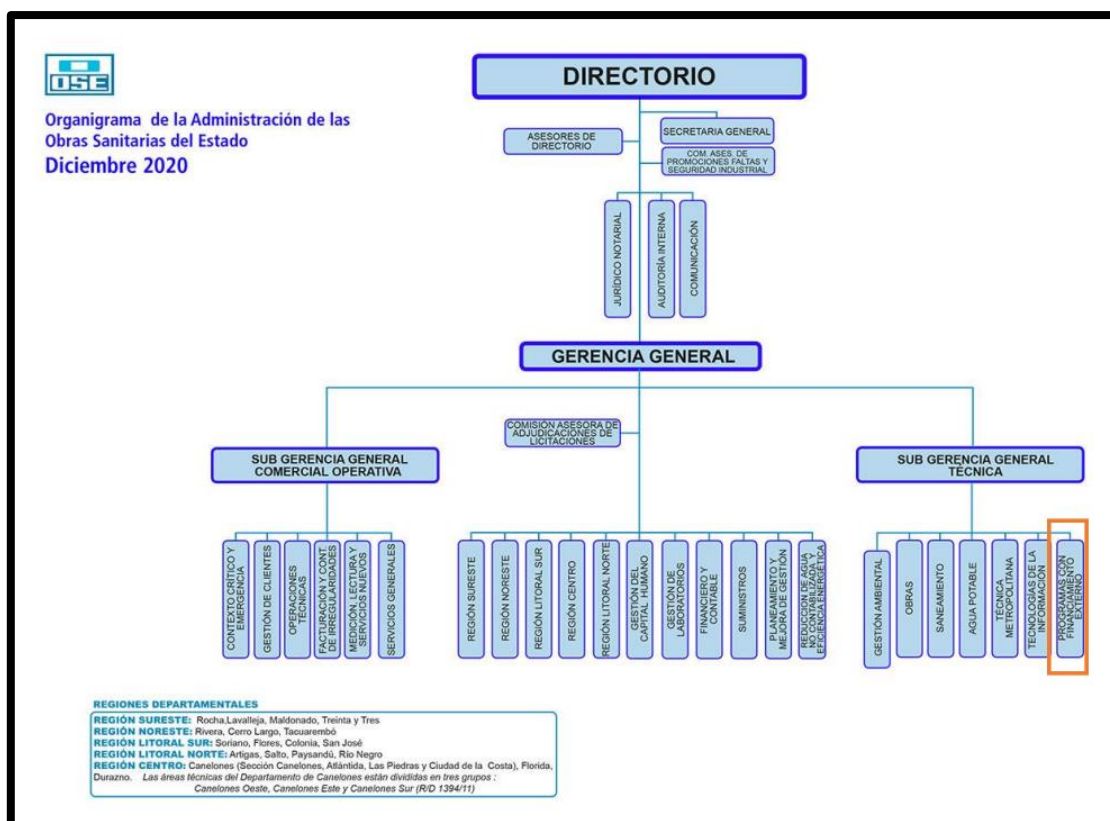 OSE
Organigrama de la Administración de las
Obras Sanitarias del Estado
Diciembre 2020
DIRECTORIO
ASESORES DE
DIRECTORIO
SECRETARIA GENERAL
COM. ASES. DE
PROMOCIONES FALTAS Y
SEGURIDAD INDUSTRIAL
JURÍDICO NOTARIAL
AUDITORÍA INTERNA
COMUNICACIÓN
GERENCIA GENERAL
COMISIÓN ASESORA DE
ADJUDICACIONES DE
LICITACIONES
SUB GERENCIA GENERAL
COMERCIAL OPERATIVA
SUB GERENCIA GENERAL
TÉCNICA
CONTEXTO CRÍTICO Y
EMERGENCIA
GESTIÓN DE CLIENTES
OPERACIONES
TÉCNICAS
FACTURACIÓN Y CONT.
DE IRREGULARIDADES
MEDICIÓN, LECTURA Y
SERVICIOS NUEVOS
SERVICIOS GENERALES
REGIÓN SURESTE
REGIÓN NORESTE
REGIÓN LITORAL SUR
REGIÓN CENTRO
REGIÓN LITORAL NORTE
GESTIÓN DEL
CAPITAL HUMANO
GESTIÓN DE
LABORATORIOS
FINANCIERO Y
CONTABLE
SUMINISTROS
PLANEAMIENTO Y
MEJORA DE GESTIÓN
REDUCCION DE AGUA
NO CONTABILIZADA Y
EFICIENCIA ENERGÉTICA
GESTIÓN AMBIENTAL
OBRAS
SANEAMIENTO
AGUA POTABLE
TÉCNICA
METROPOLITANA
TECNOLOGÍAS DE LA
INFORMACIÓN
PROGRAMAS CON
FINANCIAMIENTO
EXTERNO
REGIONES DEPARTAMENTALES
REGIÓN SURESTE: Rocha,Lavalleja, Maldonado, Treinta y Tres
REGIÓN NORESTE: Rivera, Cerro Largo, Tacuarembó
REGIÓN LITORAL SUR: Soriano, Flores, Colonia, San José
REGIÓN LITORAL NORTE: Artigas, Salto, Paysandú, Río Negro
REGIÓN CENTRO: Canelones (Sección Canelones, Atlántida, Las Piedras y Ciudad de la Costa), Florida,
Durazno. Las áreas técnicas del Departamento de Canelones están divididas en tres grupos :
Canelones Oeste, Canelones Este y Canelones Sur (R/D 1394/11)